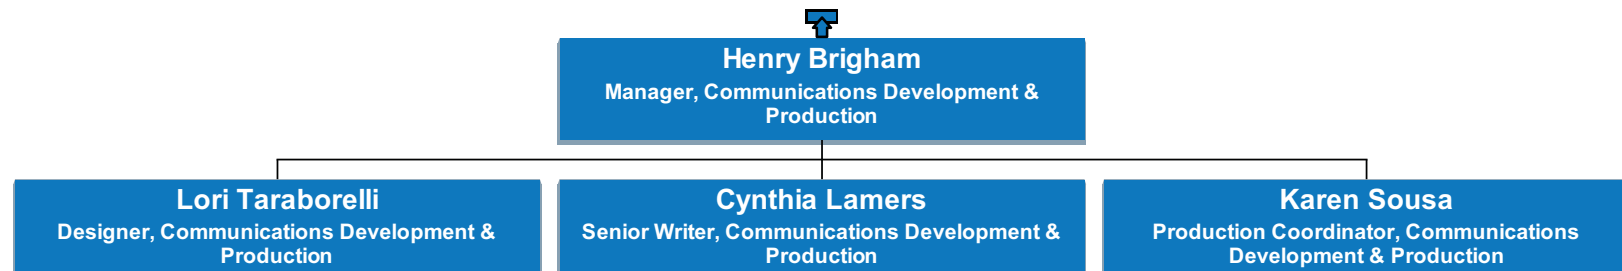 Henry Brigham
Manager, Communications Development &
Production
Lori Taraborelli
Designer, Communications Development &
Production
Cynthia Lamers
Senior Writer, Communications Development &
Production
Karen Sousa
Production Coordinator, Communications
Development & Production